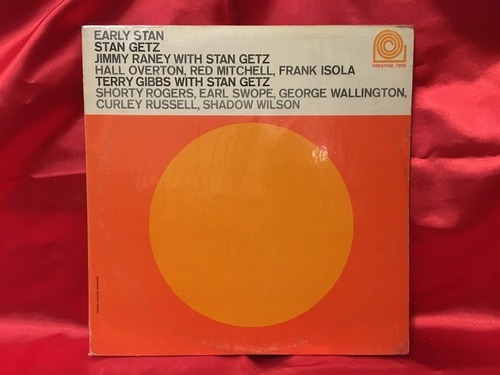 EARLY STAN
STAN GETZ
JIMMY RANEY WITH STAN GETZ
HALL OVERTON, RED MITCHELL, FRANK ISOLA
TERRY GIBBS WITH STAN GETZ
SHORTY ROGERS, EARL SWOPE, GEORGE WALLINGTON,
CURLEY RUSSELL, SHADOW WILSON
PRESTIGE 7255